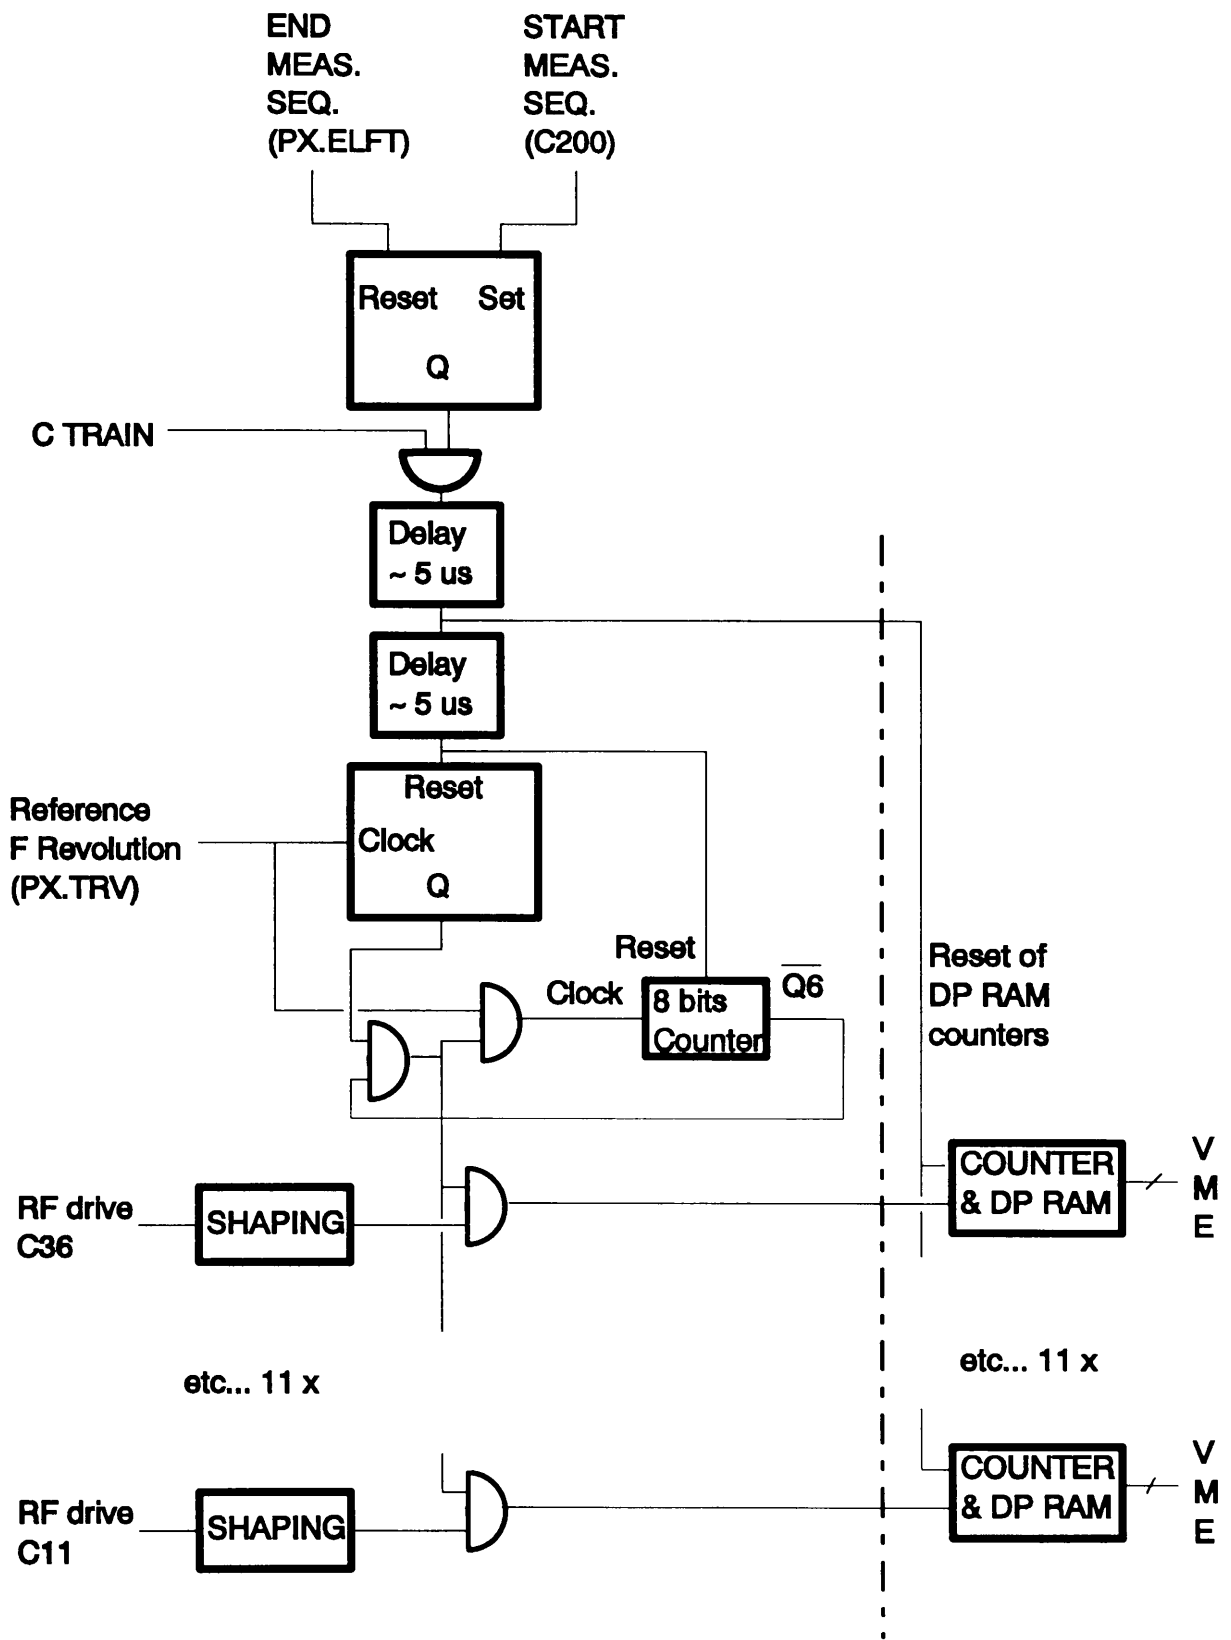 END
MEAS.
SEQ.
(PX.ELFT)
START
MEAS.
SEQ.
(C200)
Reset Set
Q
C TRAIN
Delay
~ 5 us
Delay
~ 5 us
Reset
Clock
Q
Reference
F Revolution
(PX.TRV)
Reset
Clock
8 bits
Counter
Q6
Reset of
DP RAM
counters
RF drive
C36
SHAPING
COUNTER
& DP RAM
V
M
E
etc... 11 x
etc... 11 x
RF drive
C11
SHAPING
COUNTER
& DP RAM
V
M
E